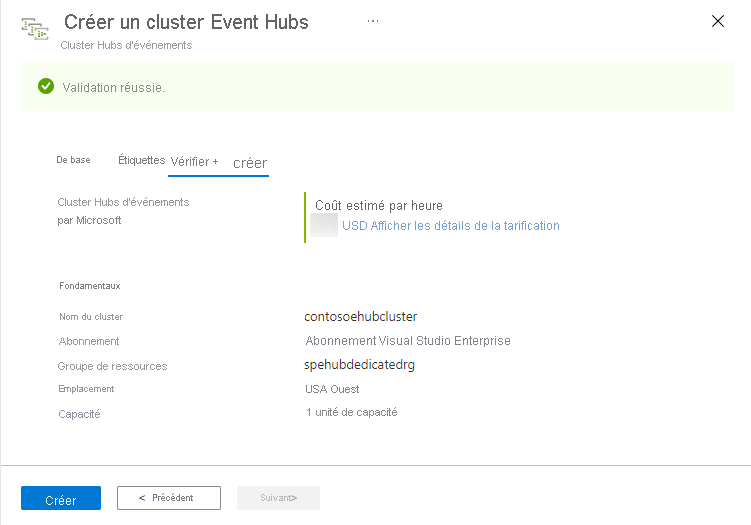 Créer un cluster Event Hubs ...
Cluster Hubs d'événements
Validation réussie.
De base Étiquettes Vérifier + créer
Cluster Hubs d'événements
par Microsoft
Coût estimé par heure
USD Afficher les détails de la tarification
Fondamentaux
Nom du cluster contosoehubcluster
Abonnement Abonnement Visual Studio Enterprise
Groupe de ressources spehubdedicatedrg
Emplacement USA Ouest
Capacité 1 unité de capacité
Créer < Précédent Suivant>